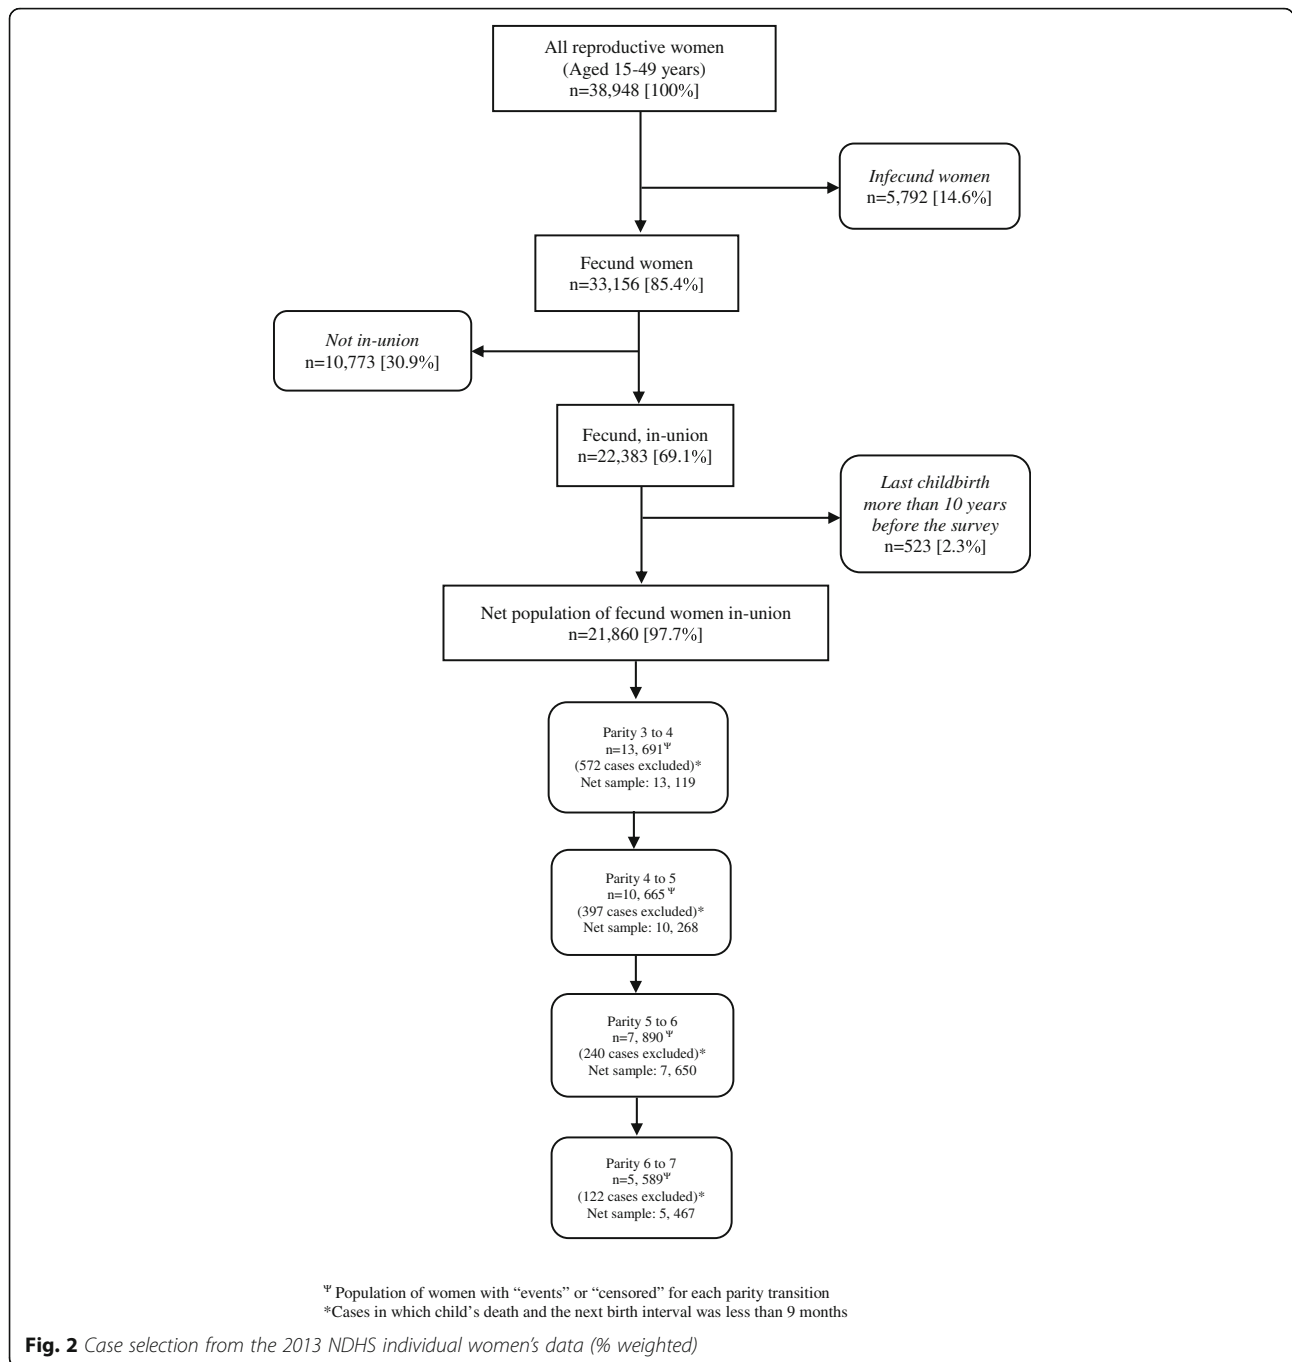 All reproductive women
(Aged 15-49 years)
n=38,948 [100%]
Infecund women
n=5,792 [14.6%]
Fecund women
n=33,156 [85.4%]
Not in-union
n=10,773 [30.9%]
Fecund, in-union
n=22,383 [69.1%]
Last childbirth
more than 10 years
before the survey
n=523 [2.3%]
Net population of fecund women in-union
n=21,860 [97.7%]
Parity 3 to 4
n=13, 691Ψ
(572 cases excluded)*
Net sample: 13, 119
Parity 4 to 5
n=10, 665 Ψ
(397 cases excluded)*
Net sample: 10, 268
Parity 5 to 6
n=7, 890 Ψ
(240 cases excluded)*
Net sample: 7, 650
Parity 6 to 7
n=5, 589Ψ
(122 cases excluded)*
Net sample: 5, 467
Ψ Population of women with “events” or “censored” for each parity transition
*Cases in which child’s death and the next birth interval was less than 9 months
Fig. 2 Case selection from the 2013 NDHS individual women’s data (% weighted)